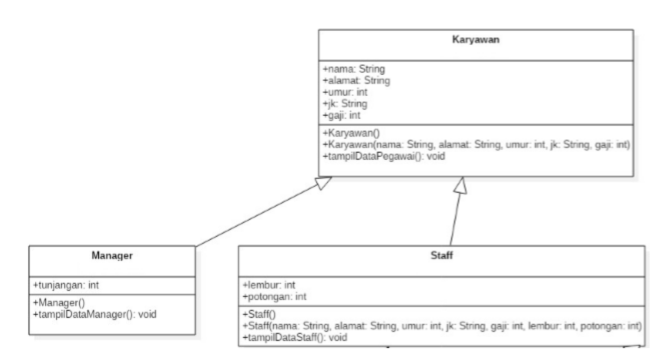 Karyawan
+nama: String
+alamat: String
+umur: int
+jk: String
+gaji: int
+Karyawan()
+Karyawan(nama: String, alamat: String, umur: int, jk: String, gaji: int)
+tampilDataPegawai(): void
Manager
+tunjangan: int
+Manager()
+tampilDataManager(): void
Staff
+lembur: int
+potongan: int
+Staff()
+Staff(nama: String, alamat: String, umur: int, jk: String, gaji: int, lembur: int, potongan: int)
+tampilDataStaff(): void